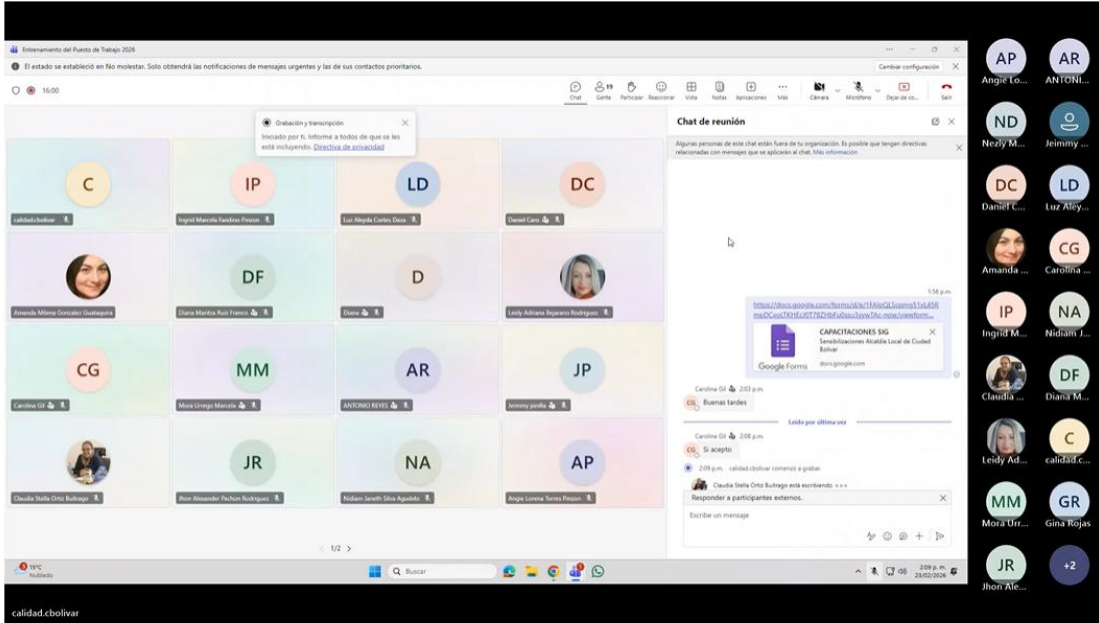 Entrenamiento del Puesto de Trabajo 2026
El estado se estableció en No molestar. Solo obtendrá las notificaciones de mensajes urgentes y las de sus contactos prioritarios.
Cambiar configuración
16:00
Chat
Gente 19
Participar
Reaccionar
Vista
Notas
Aplicaciones
Más
Cámara
Micrófono
Dejar de co...
Salir
Grabación y transcripción
Iniciado por ti. Informe a todos de que se les
está incluyendo. Directiva de privacidad
C
calidad.cbolivar
IP
Ingrid Marcela Fandino Pinzon
LD
Luz Aleyda Cortes Daza
DC
Daniel Caro
Amanda Milena Gonzalez Gualteros
DF
Diana Maritza Ruiz Franco
D
Diana
Leidy Adriana Bejarano Rodriguez
CG
Carolina Gil
MM
Mora Urrego Marcela
AR
ANTONIO REYES
JP
Jeimmy pinilla
Claudia Stella Ortiz Buitrago
JR
Jhon Alexander Pachon Rodriguez
NA
Nidiam Janeth Silva Agudelo
AP
Angie Lorena Torres Pinzon
1/2
Chat de reunión
Algunas personas de este chat están fuera de tu organización. Es posible que tengan directivas
relacionadas con mensajes que se aplicarán al chat. Más información
1:56 p.m.
CAPACITACIONES SIG
Sensibilizaciones Alcaldía Local de Ciudad
Bolívar
docs.google.com
Google Forms
Carolina Gil 2:03 p.m.
CG
Buenas tardes
Leído por última vez
Carolina Gil 2:08 p.m.
CG
Si acepto
2:09 p.m. calidad.cbolivar comenzó a grabar.
Claudia Stella Ortiz Buitrago está escribiendo
Responder a participantes externos.
Escribe un mensaje
15°C
Nublado
Buscar
2:09 p. m.
23/02/2026
AP
Angie Lo...
AR
ANTONI...
ND
Nezly M...
Jeimmy ...
DC
Daniel C...
LD
Luz Aley...
Amanda ...
CG
Carolina ...
IP
Ingrid M...
NA
Nidiam J...
Claudia ...
DF
Diana M...
Leidy Ad...
C
calidad.c...
MM
Mora Urr...
GR
Gina Rojas
JR
Jhon Ale...
+2
calidad.cbolivar